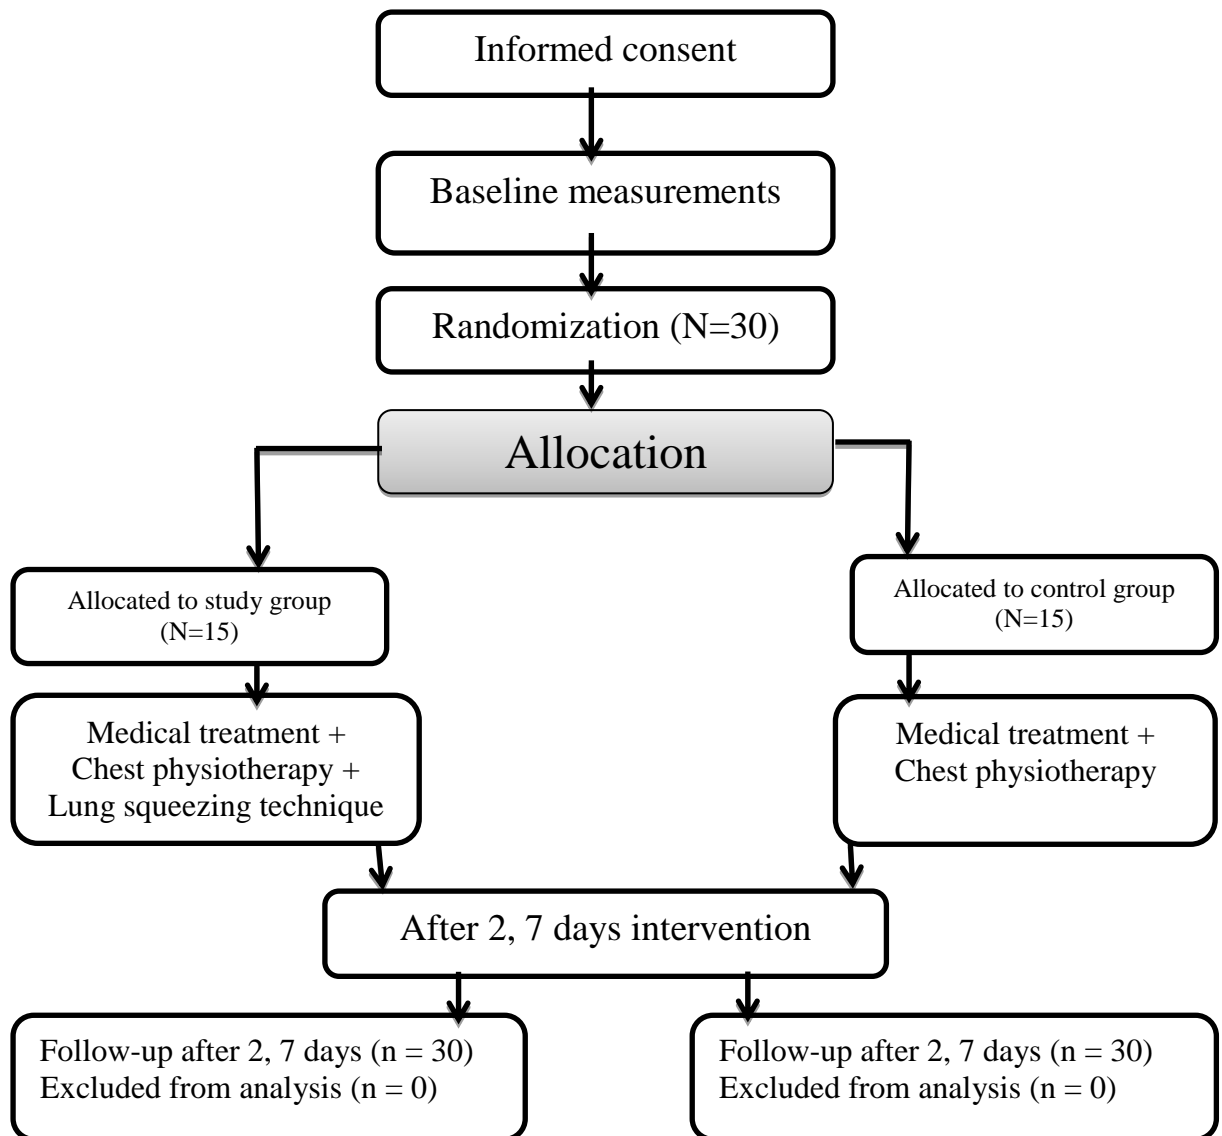 Informed consent
Baseline measurements
Randomization (N=30)
Allocation
Allocated to study group
(N=15)
Allocated to control group
(N=15)
Medical treatment +
Chest physiotherapy +
Lung squeezing technique
Medical treatment +
Chest physiotherapy
After 2, 7 days intervention
Follow-up after 2, 7 days (n = 30)
Excluded from analysis (n = 0)
Follow-up after 2, 7 days (n = 30)
Excluded from analysis (n = 0)